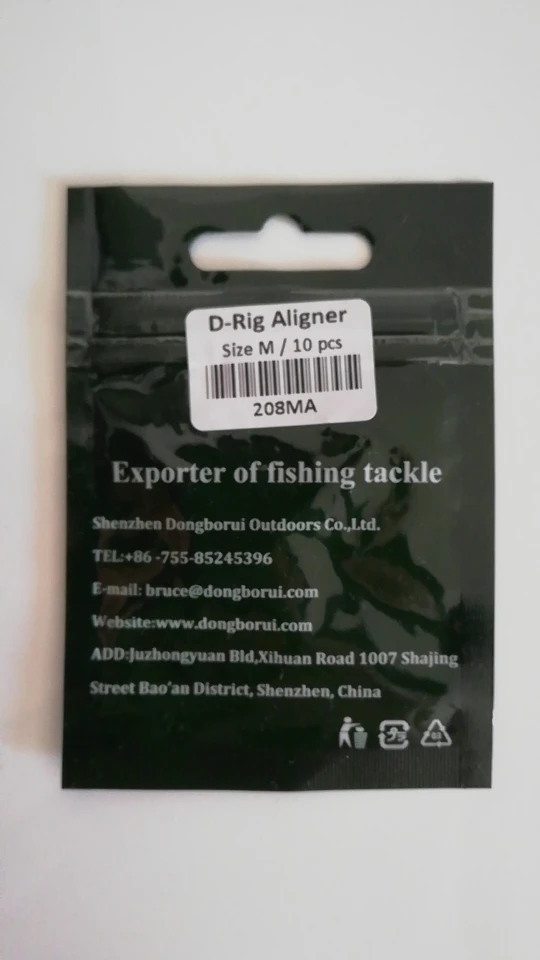 D-Rig Aligner
Size M / 10 pcs
208MA
Exporter of fishing tackle
Shenzhen Dongborui Outdoors Co.,Ltd.
TEL:+86 -755-85245396
E-mail: bruce@dongborui.com
Website:www.dongborui.com
ADD:Juzhongyuan Bld,Xihuan Road 1007 Shajing
Street Bao'an District, Shenzhen, China